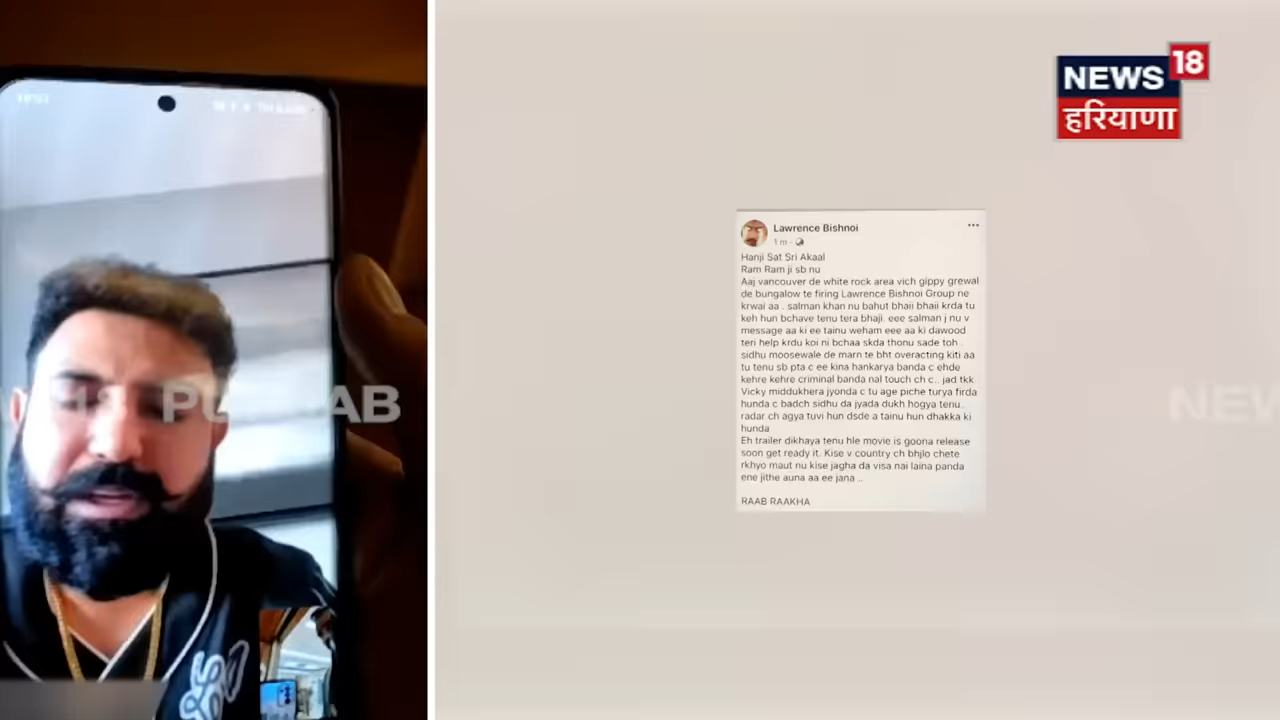 NEWS 18
हरियाणा
PUNJAB
NEW
Lawrence Bishnoi
1 m
Hanji Sat Sri Akaal
Ram Ram ji sb nu
Aaj vancouver de white rock area vich gippy grewal
de bungalow te firing Lawrence Bishnoi Group ne
krwai aa . salman khan nu bahut bhaii bhaii krda tu
keh hun bchave tenu tera bhaji. eee salman j nu v
message aa ki ee tainu weham eee aa ki dawood
teri help krdu koi ni bchaa skda thonu sade toh .
sidhu moosewale de marn te bht overacting kiti aa
tu tenu sb pta c ee kina hankarya banda c ehde
kehre kehre criminal banda nal touch ch c.. jad tkk
Vicky middukhera jyonda c tu age piche turya firda
hunda c badch sidhu da jyada dukh hogya tenu..
radar ch agya tuvi hun dsde a tainu hun dhakka ki
hunda
Eh trailer dikhaya tenu hle movie is goona release
soon get ready it. Kise v country ch bhjlo chete
rkhyo maut nu kise jagha da visa nai laina panda
ene jithe auna aa ee jana ..
RAAB RAAKHA